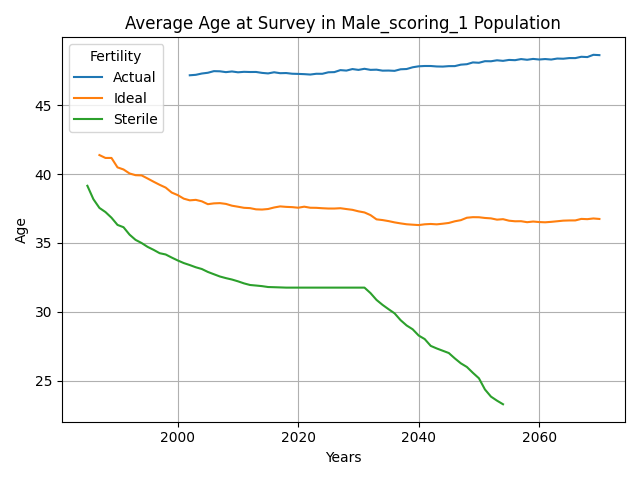 Average Age at Survey in Male_scoring_1 Population
Fertility
Actual
Ideal
Sterile
Age
45
40
35
30
25
2000 2020 2040 2060
Years